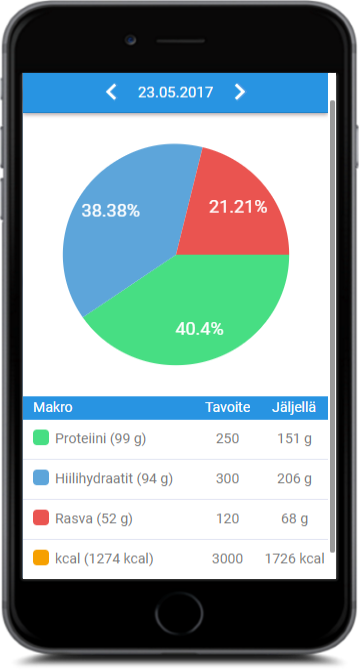 23.05.2017
38.38%
21.21%
40.4%
Makro Tavoite Jäljellä
Proteiini (99 g) 250 151 g
Hiilihydraatit (94 g) 300 206 g
Rasva (52 g) 120 68 g
kcal (1274 kcal) 3000 1726 kcal